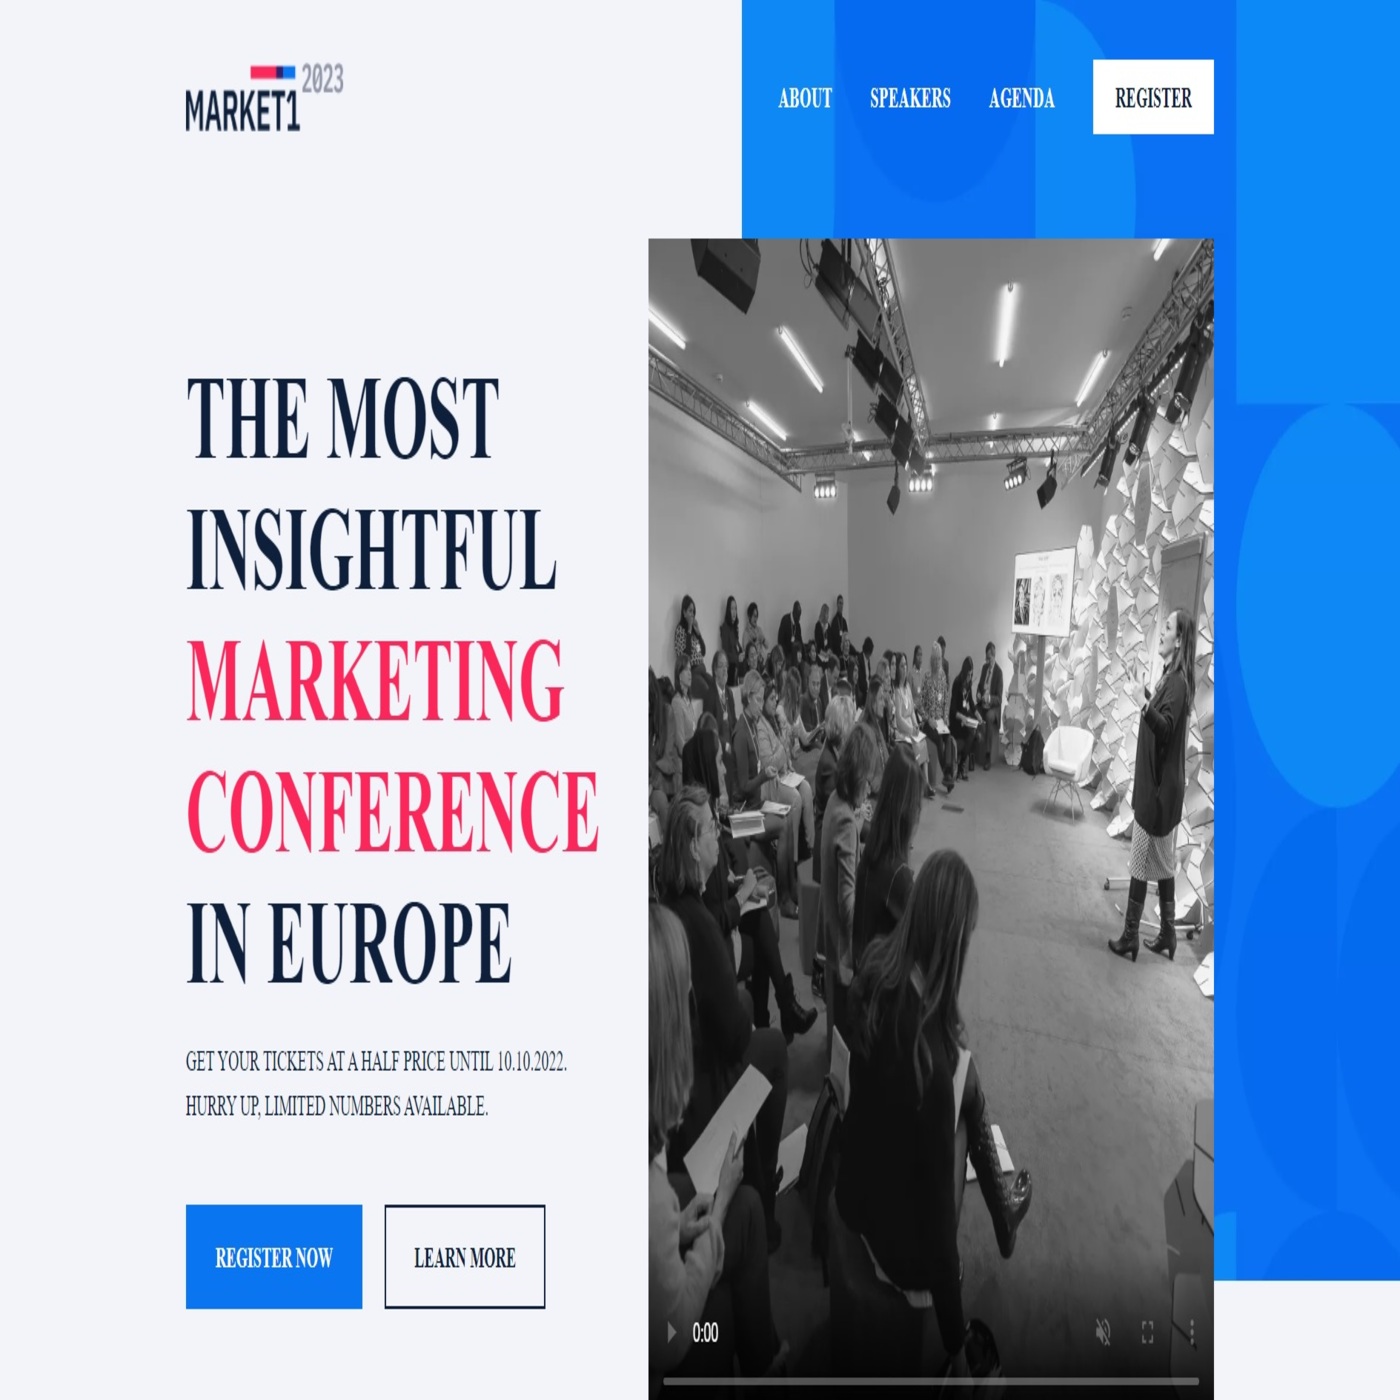 2023
MARKET1
ABOUT SPEAKERS AGENDA REGISTER
THE MOST
INSIGHTFUL
MARKETING
CONFERENCE
IN EUROPE
GET YOUR TICKETS AT A HALF PRICE UNTIL 10.10.2022.
HURRY UP, LIMITED NUMBERS AVAILABLE.
REGISTER NOW LEARN MORE
0:00